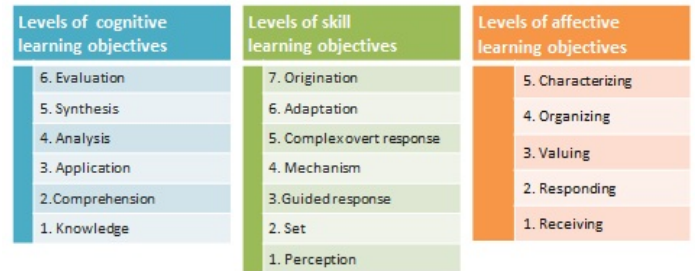 Levels of cognitive
learning objectives
6. Evaluation
5. Synthesis
4. Analysis
3. Application
2.Comprehension
1. Knowledge
Levels of skill
learning objectives
7. Origination
6. Adaptation
5. Complexovert response
4. Mechanism
3.Guided response
2. Set
1. Perception
Levels of affective
learning objectives
5. Characterizing
4. Organizing
3. Valuing
2. Responding
1. Receiving